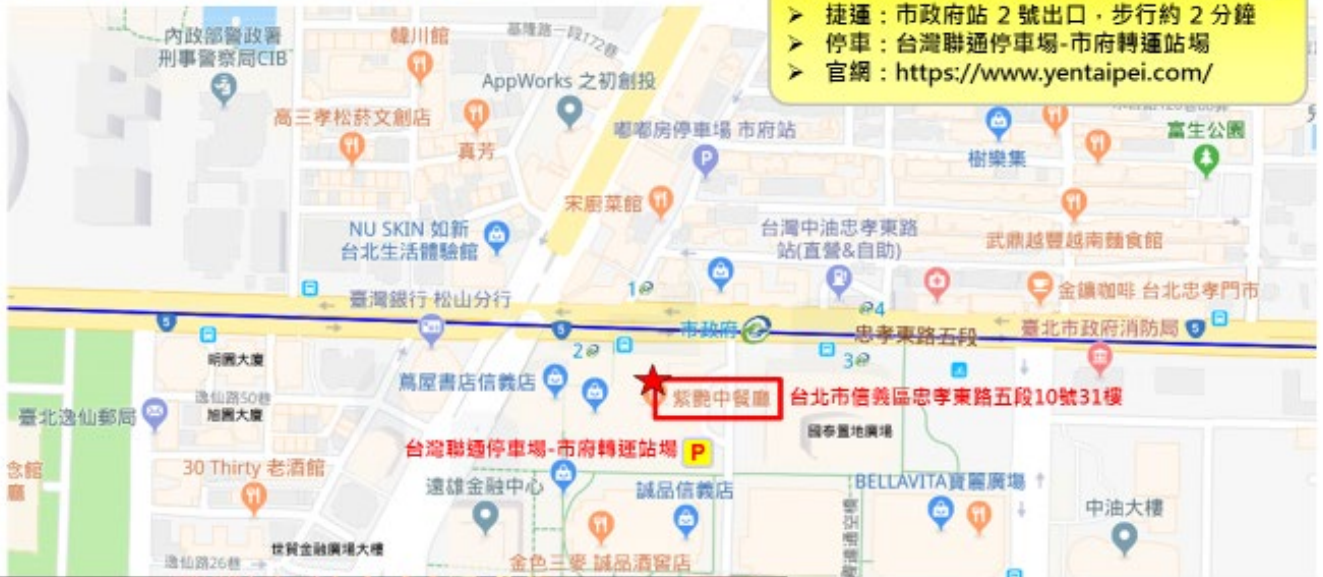 ➢ 捷運：市政府站 2 號出口，步行約 2 分鐘
➢ 停車：台灣聯通停車場-市府轉運站場
➢ 官網：https://www.yentaipei.com/
內政部警政署
刑事警察局CIB
韓川館
基隆路一段172巷
AppWorks 之初創投
高三孝松菸文創店
真芳
嘟嘟房停車場 市府站
樹樂集
富生公園
宋廚菜館
NU SKIN 如新
台北生活體驗館
台灣中油忠孝東路
站(直營&自助)
武鼎越豐越南麵食館
臺灣銀行 松山分行
1
4
金鑛咖啡 台北忠孝門市
5
5
市政府
忠孝東路五段
臺北市政府消防局
5
明園大廈
2
3
蔦屋書店信義店
逸仙路50巷
旭園大廈
臺北逸仙郵局
紫艷中餐廳
台北市信義區忠孝東路五段10號31樓
國泰置地廣場
台灣聯通停車場-市府轉運站場
P
念館
廳
30 Thirty 老酒館
遠雄金融中心
誠品信義店
BELLAVITA寶麗廣場
中油大樓
世貿金融廣場大樓
逸仙路26巷
金色三麥 誠品酒窖店